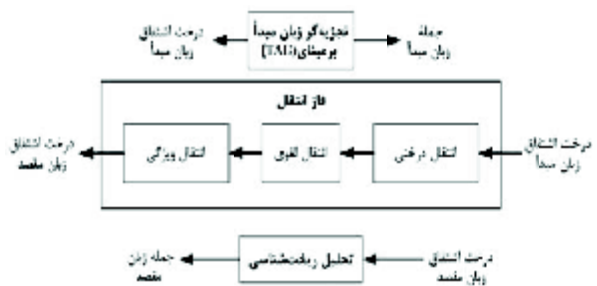 جمله
زبان مبدأ
تجزیه‌گر زبان مبدأ
برمبنای (TAG)
درخت اشتقاق
زبان مبدأ
فاز انتقال
درخت اشتقاق
زبان مبدأ
انتقال درختی
انتقال لغوی
انتقال ویژگی
درخت اشتقاق
زبان مقصد
درخت اشتقاق
زبان مقصد
تحلیل ریخت‌شناسی
جمله زبان
مقصد